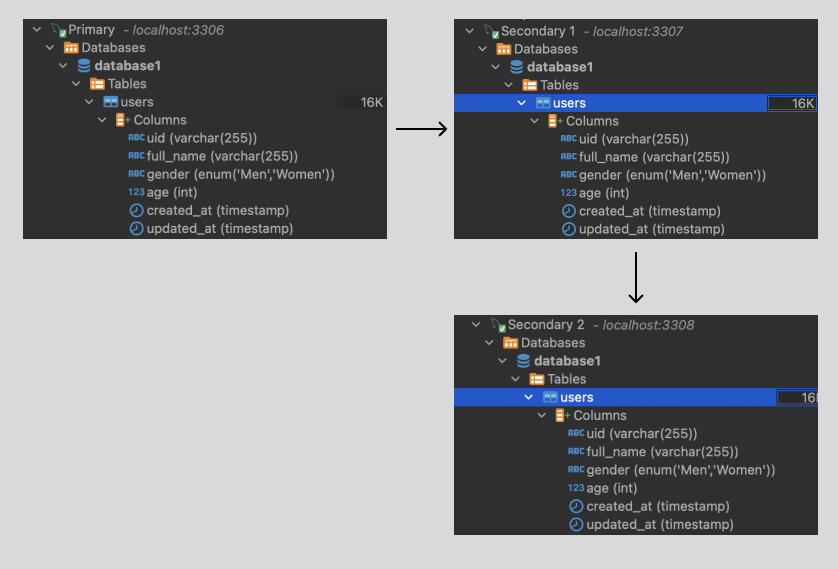 Primary - localhost:3306
Databases
database1
Tables
users 16K
Columns
ABC uid (varchar(255))
ABC full_name (varchar(255))
ABC gender (enum('Men','Women'))
123 age (int)
created_at (timestamp)
updated_at (timestamp)
Secondary 1 - localhost:3307
Databases
database1
Tables
users 16K
Columns
ABC uid (varchar(255))
ABC full_name (varchar(255))
ABC gender (enum('Men','Women'))
123 age (int)
created_at (timestamp)
updated_at (timestamp)
Secondary 2 - localhost:3308
Databases
database1
Tables
users 16
Columns
ABC uid (varchar(255))
ABC full_name (varchar(255))
ABC gender (enum('Men','Women'))
123 age (int)
created_at (timestamp)
updated_at (timestamp)